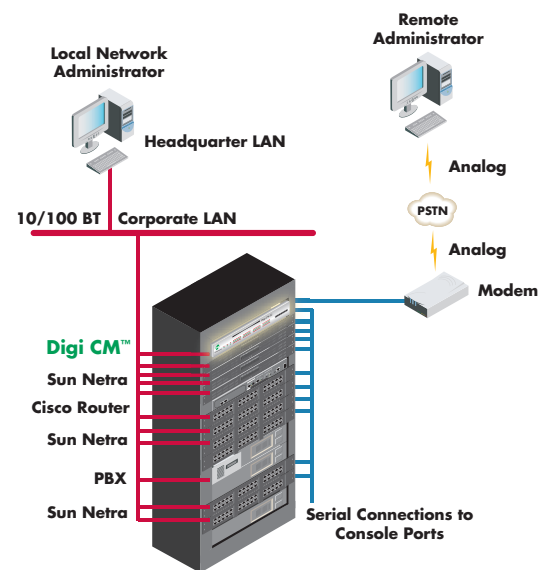 Remote
Administrator
Local Network
Administrator
Headquarter LAN
Analog
PSTN
10/100 BT Corporate LAN
Analog
Modem
Digi CM™
Sun Netra
Cisco Router
Sun Netra
PBX
Sun Netra
Serial Connections to
Console Ports